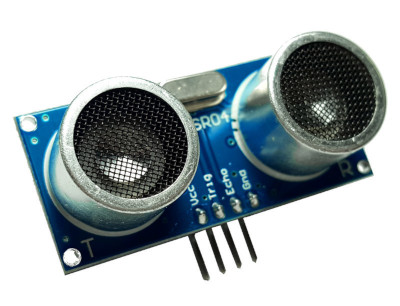 SR04
Vcc
Trig
Echo
Gnd
T
R